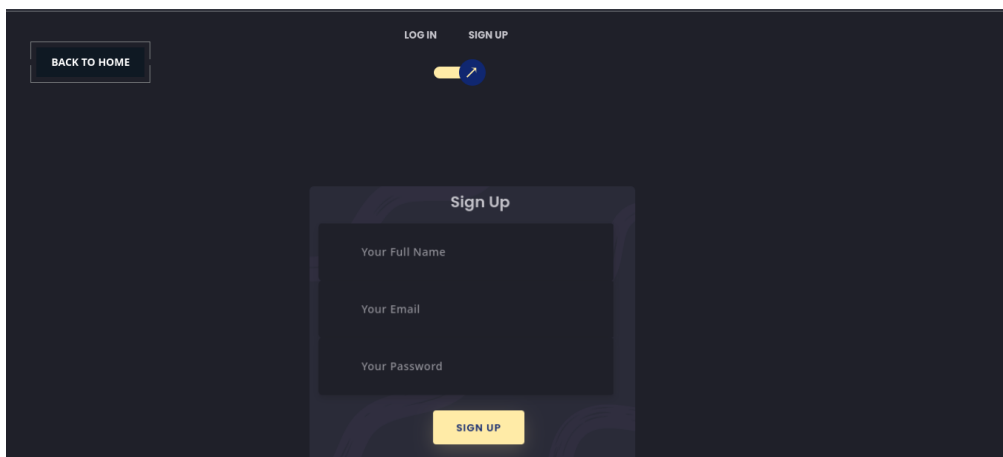 LOG IN SIGN UP
BACK TO HOME
Sign Up
Your Full Name
Your Email
Your Password
SIGN UP